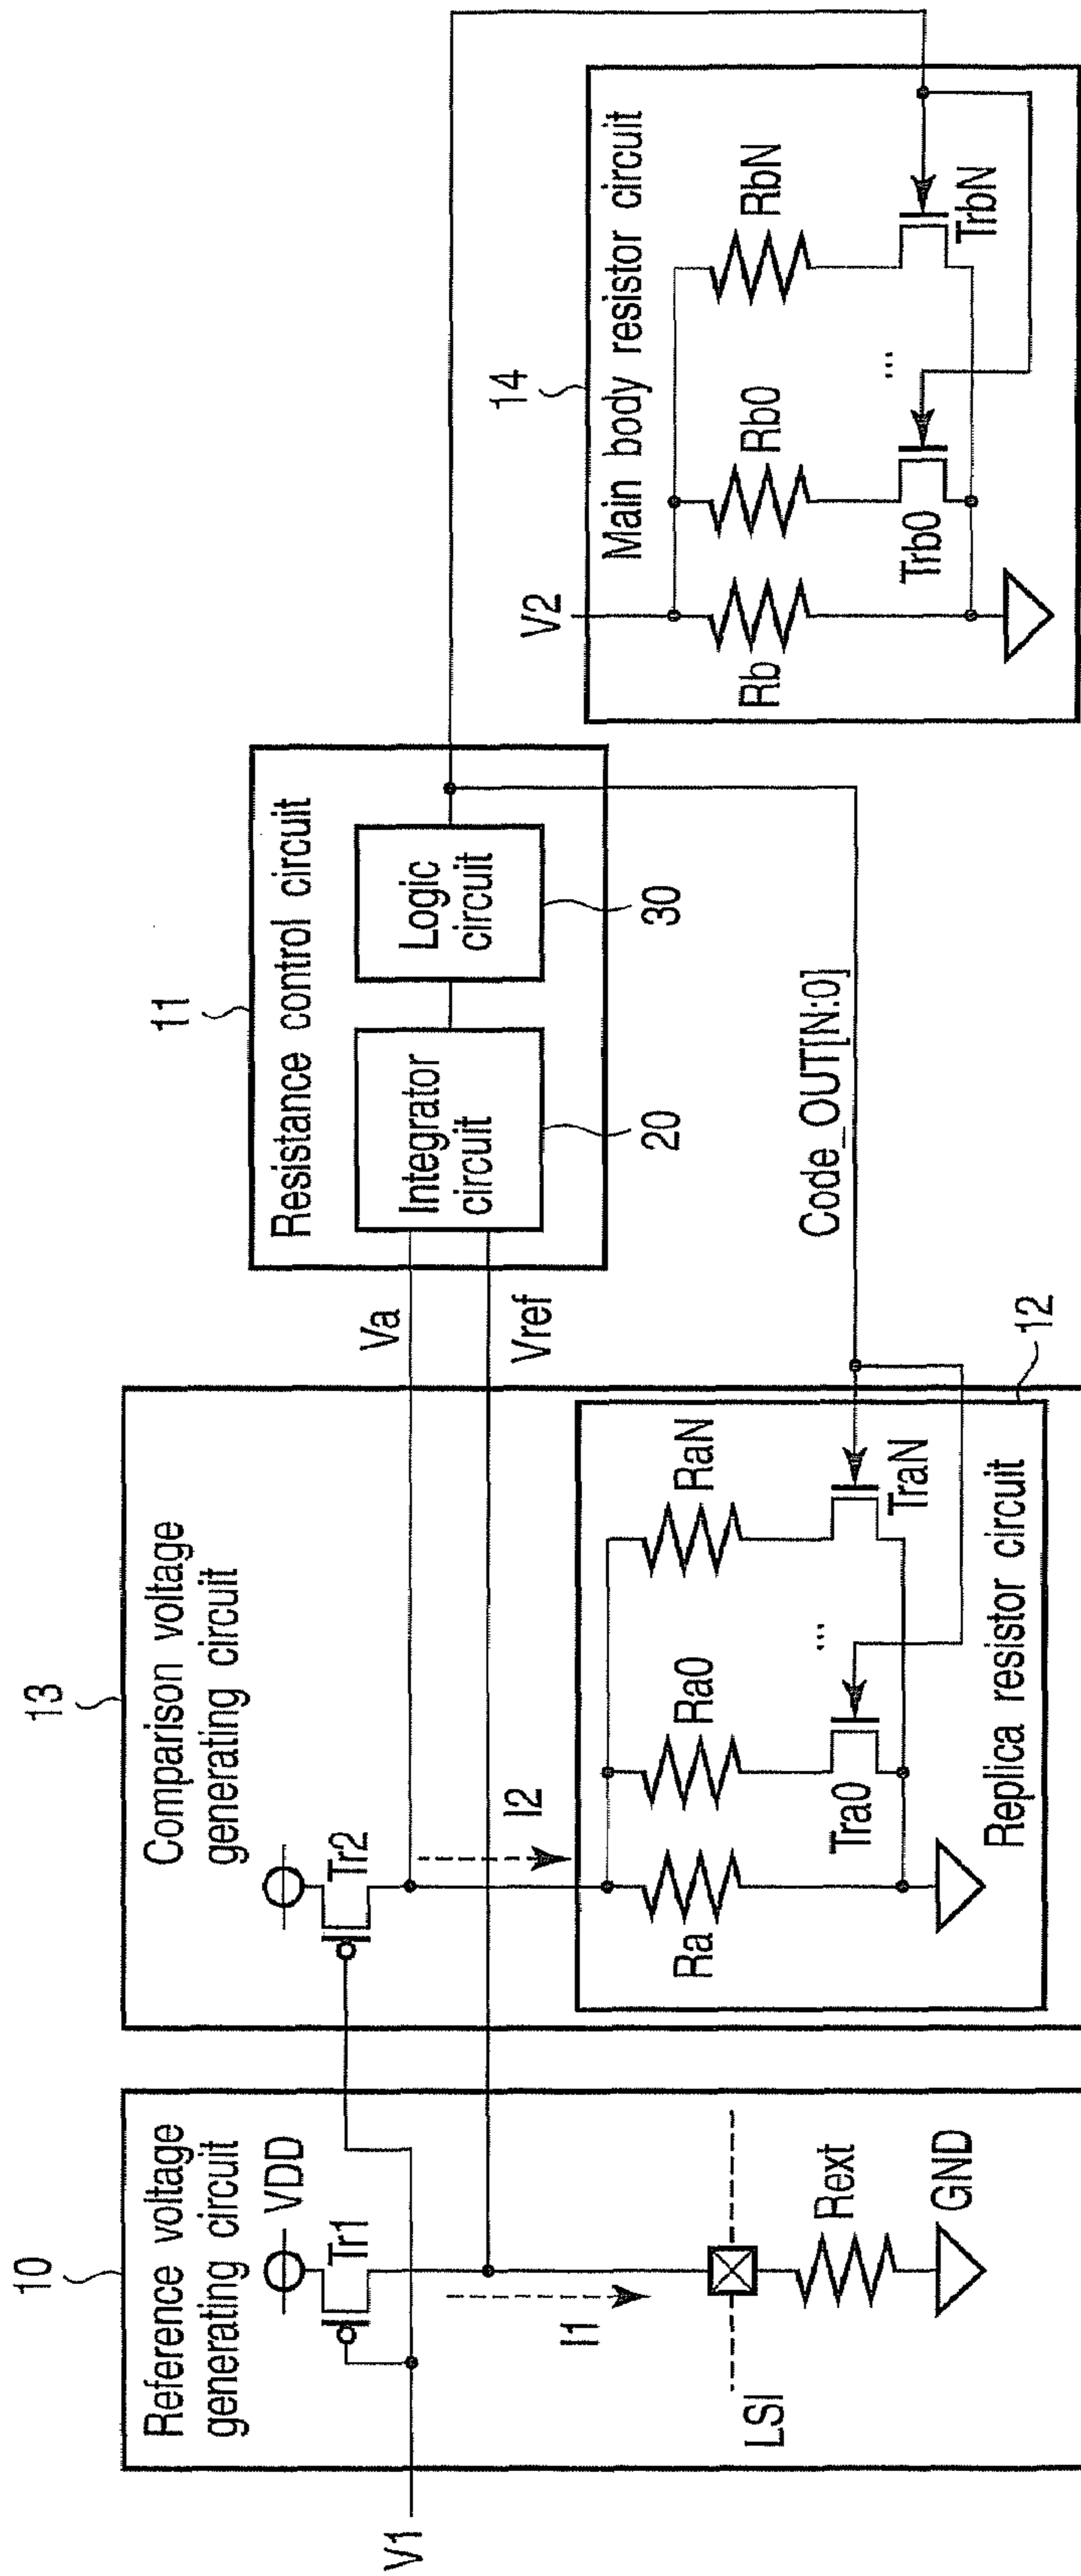 10
Reference voltage
generating circuit
VDD
Tr1
V1
I1
LSI
Rext
GND
13
Comparison voltage
generating circuit
Tr2
I2
Va
Vref
Ra
Ra0
RaN
Tra0
...
TraN
Replica resistor circuit
12
11
Resistance control circuit
Integrator
circuit
20
Logic
circuit
30
Code_OUT[N:0]
14
Main body resistor circuit
V2
Rb
Rb0
RbN
Trb0
...
TrbN